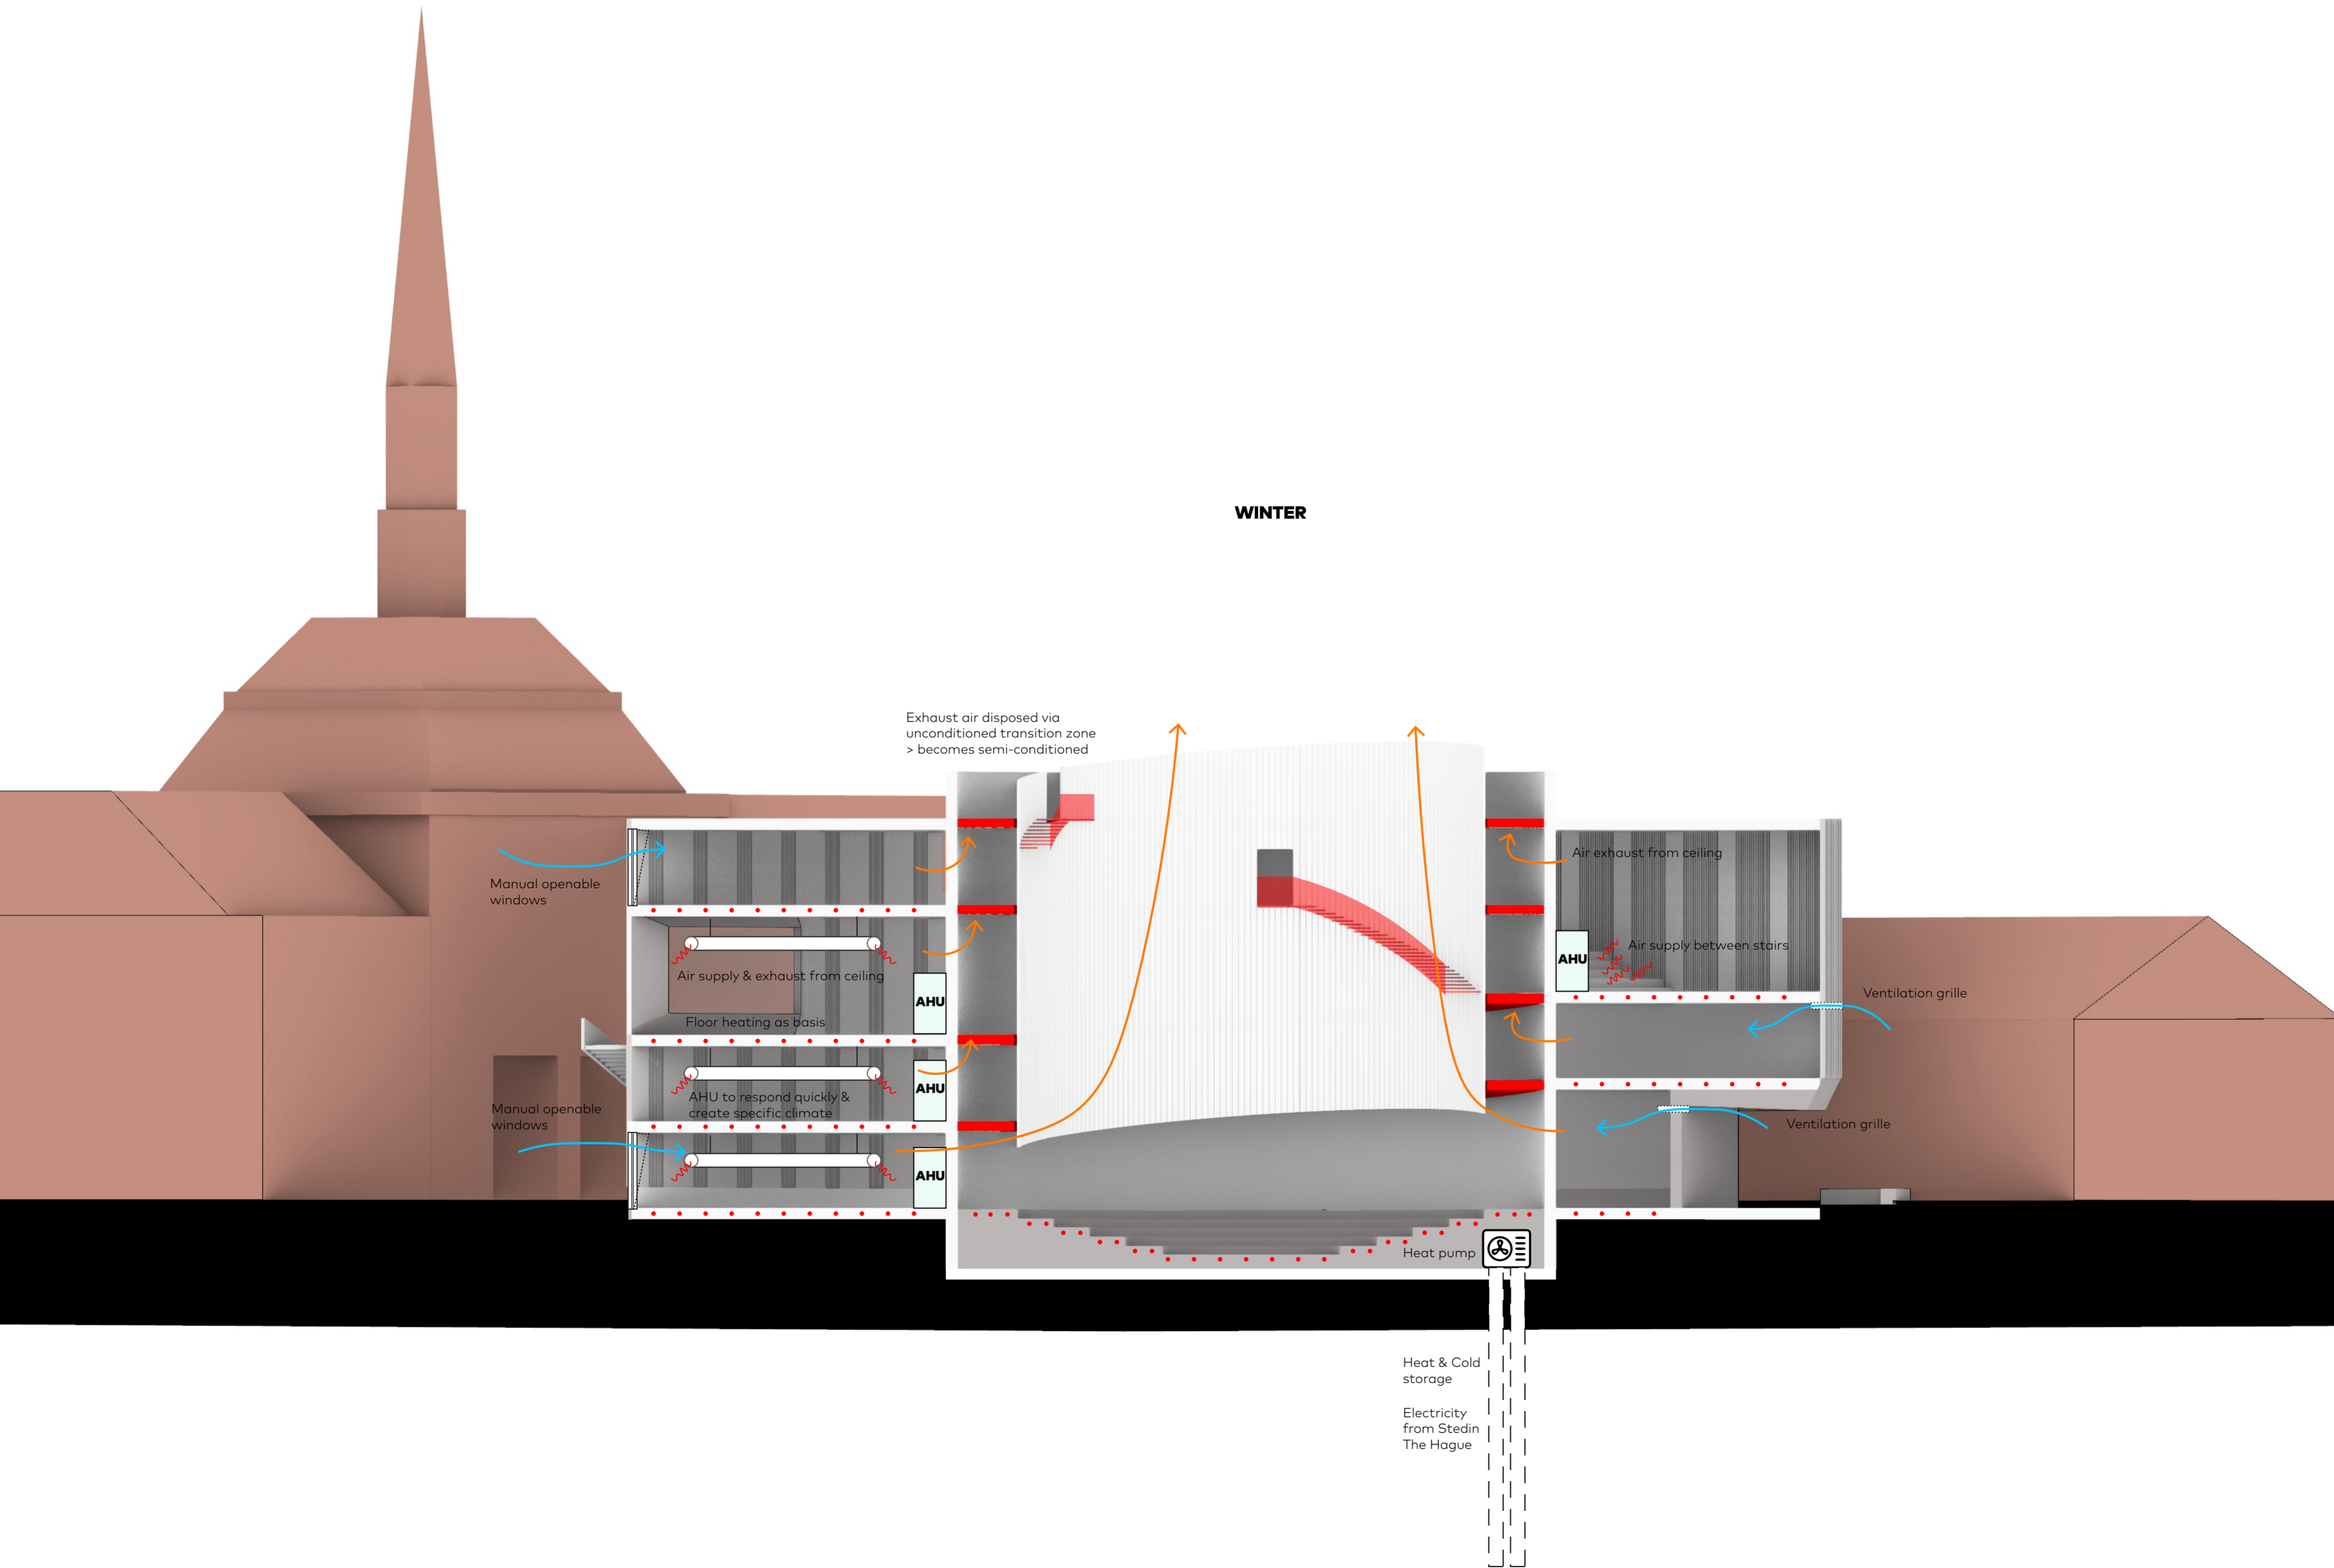 WINTER
Exhaust air disposed via
unconditioned transition zone
> becomes semi-conditioned
Manual openable
windows
Air exhaust from ceiling
Air supply & exhaust from ceiling
AHU
Floor heating as basis
AHU
Air supply between stairs
Ventilation grille
AHU
AHU to respond quickly &
create specific climate
Manual openable
windows
Ventilation grille
AHU
Heat pump
Heat & Cold
storage
Electricity
from Stedin
The Hague